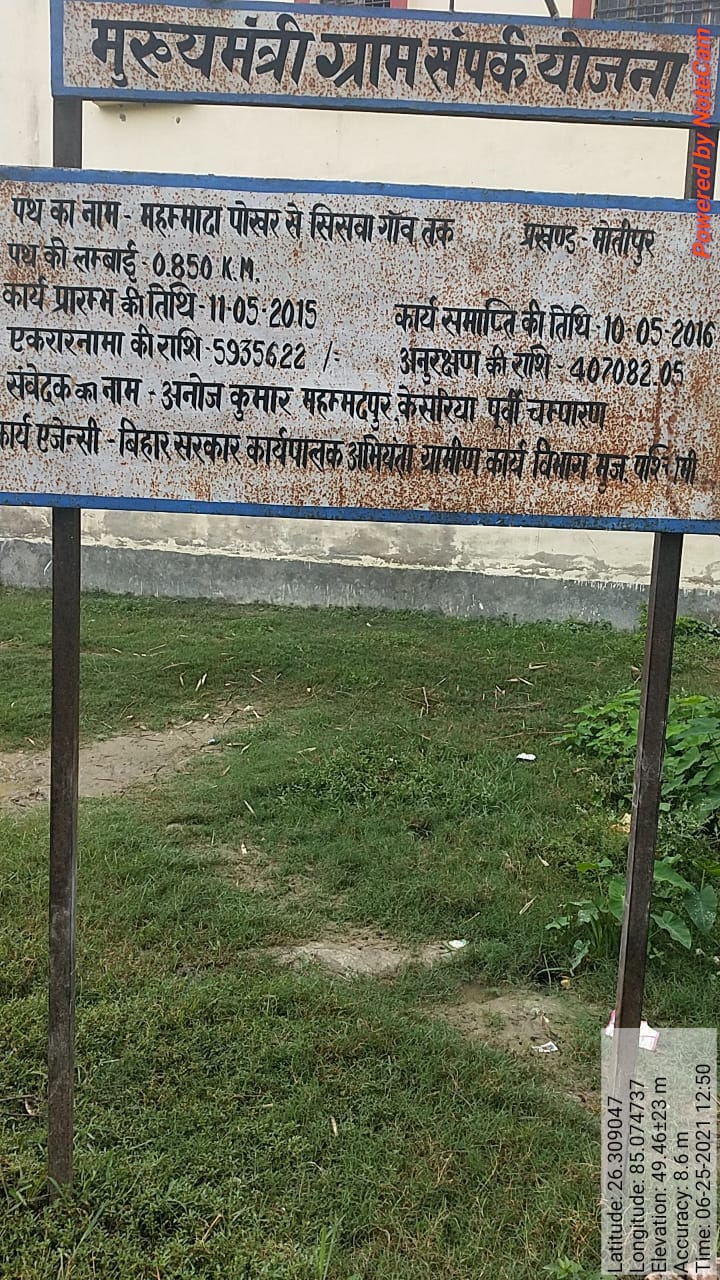 मुख्यमंत्री ग्राम संपर्क योजना
पथ का नाम - महम्मादा पोखर से सिसवा गाँव तक प्रखण्ड - मोतीपुर
पथ की लम्बाई - 0.850 K.M.
कार्य प्रारम्भ की तिथि - 11-05-2015 कार्य समाप्ति की तिथि - 10-05-2016
एकरारनामा की राशि - 5935622 /- अनुरक्षण की राशि - 407082.05
संवेदक का नाम - अनोज कुमार महम्मदपुर, केसरिया पूर्वी चम्पारण
कार्य एजेन्सी - बिहार सरकार कार्यपालक अभियंता ग्रामीण कार्य विभाग मुज.
Powered by NoteCam
Latitude: 26.309047
Longitude: 85.074737
Elevation: 49.46±23 m
Accuracy: 8.6 m
Time: 06-25-2021 12:50